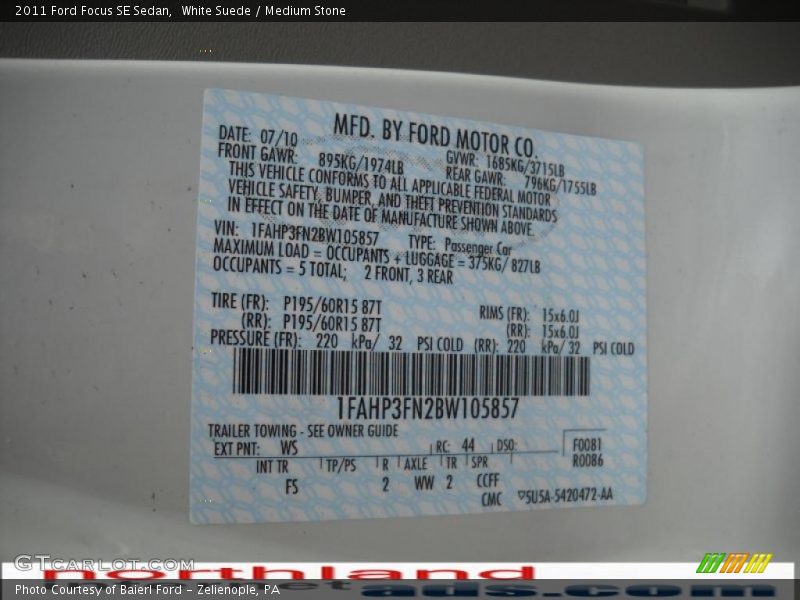 2011 Ford Focus SE Sedan,  White Suede / Medium Stone
MFD. BY FORD MOTOR CO.
DATE: 07/10 GVWR: 1685KG/3715LB
FRONT GAWR: 895KG/1974LB REAR GAWR: 796KG/1755LB
THIS VEHICLE CONFORMS TO ALL APPLICABLE FEDERAL MOTOR
VEHICLE SAFETY, BUMPER, AND THEFT PREVENTION STANDARDS
IN EFFECT ON THE DATE OF MANUFACTURE SHOWN ABOVE.
VIN: 1FAHP3FN2BW105857 TYPE: Passenger Car
MAXIMUM LOAD = OCCUPANTS + LUGGAGE = 375KG/ 827LB
OCCUPANTS = 5 TOTAL; 2 FRONT, 3 REAR
TIRE (FR): P195/60R15 87T RIMS (FR): 15x6.0J
(RR): P195/60R15 87T (RR): 15x6.0J
PRESSURE (FR): 220 kPa/ 32 PSI COLD (RR): 220 kPa/ 32 PSI COLD
1FAHP3FN2BW105857
TRAILER TOWING - SEE OWNER GUIDE
EXT PNT: WS RC: 44 DSO: F0081
INT TR TP/PS R AXLE TR SPR R0086
FS 2 WW 2 CCFF
CMC 5U5A-5420472-AA
GTCARLOT.COM
northland
ads.com
Photo Courtesy of Baierl Ford - Zelienople, PA